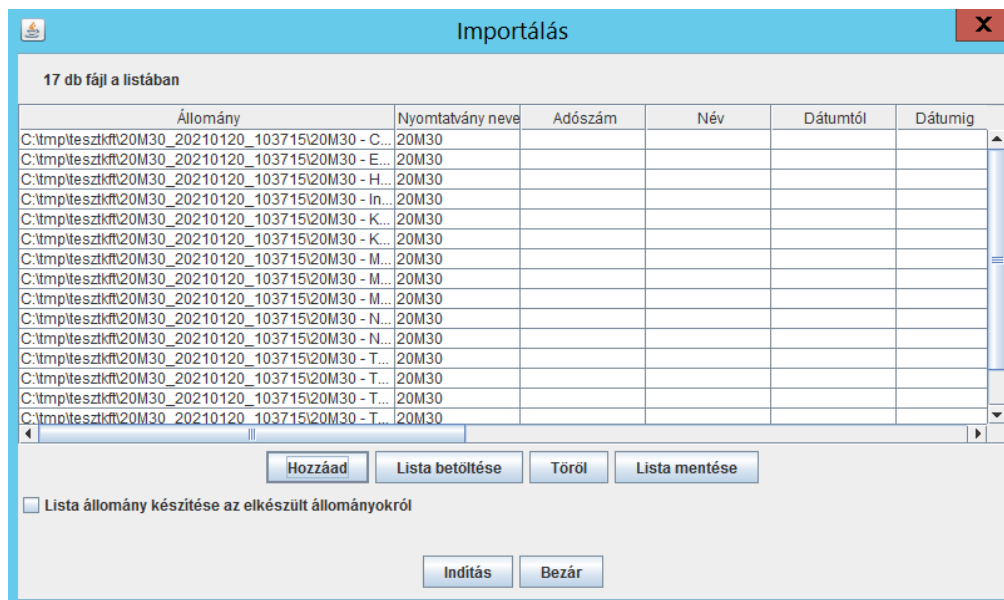 Importálás
X
17 db fájl a listában
Állomány Nyomtatvány neve Adószám Név Dátumtól Dátumig
C:\tmp\tesztkft\20M30_20210120_103715\20M30 - C... 20M30
C:\tmp\tesztkft\20M30_20210120_103715\20M30 - E... 20M30
C:\tmp\tesztkft\20M30_20210120_103715\20M30 - H... 20M30
C:\tmp\tesztkft\20M30_20210120_103715\20M30 - In... 20M30
C:\tmp\tesztkft\20M30_20210120_103715\20M30 - K... 20M30
C:\tmp\tesztkft\20M30_20210120_103715\20M30 - K... 20M30
C:\tmp\tesztkft\20M30_20210120_103715\20M30 - M... 20M30
C:\tmp\tesztkft\20M30_20210120_103715\20M30 - M... 20M30
C:\tmp\tesztkft\20M30_20210120_103715\20M30 - M... 20M30
C:\tmp\tesztkft\20M30_20210120_103715\20M30 - N... 20M30
C:\tmp\tesztkft\20M30_20210120_103715\20M30 - N... 20M30
C:\tmp\tesztkft\20M30_20210120_103715\20M30 - T... 20M30
C:\tmp\tesztkft\20M30_20210120_103715\20M30 - T... 20M30
C:\tmp\tesztkft\20M30_20210120_103715\20M30 - T... 20M30
C:\tmp\tesztkft\20M30_20210120_103715\20M30 - T... 20M30
Hozzáad Lista betöltése Töröl Lista mentése
Lista állomány készítése az elkészült állományokról
Indítás Bezár